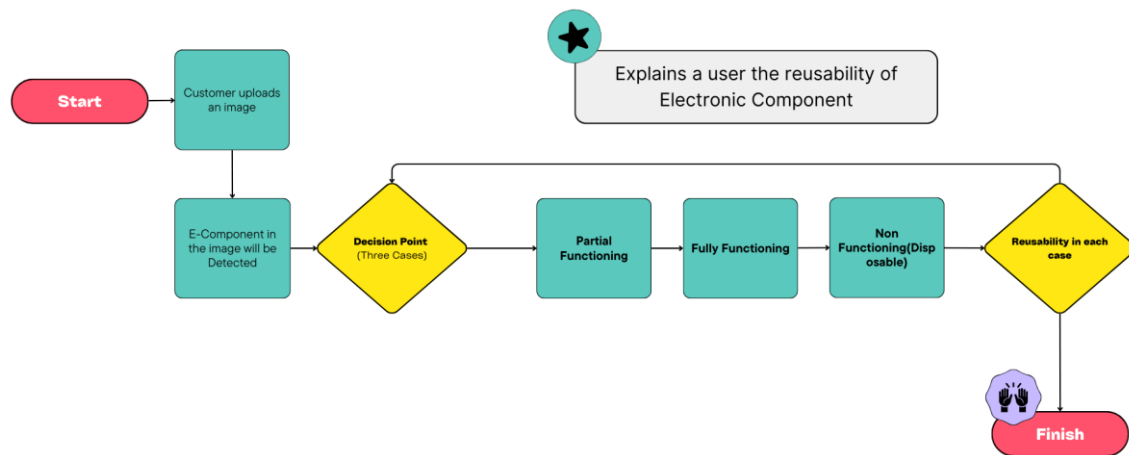 Explains a user the reusability of
Electronic Component
Start
Customer uploads
an image
E-Component in
the image will be
Detected
Decision Point
(Three Cases)
Partial
Functioning
Fully Functioning
Non
Functioning(Disp
osable)
Reusability in each
case
Finish